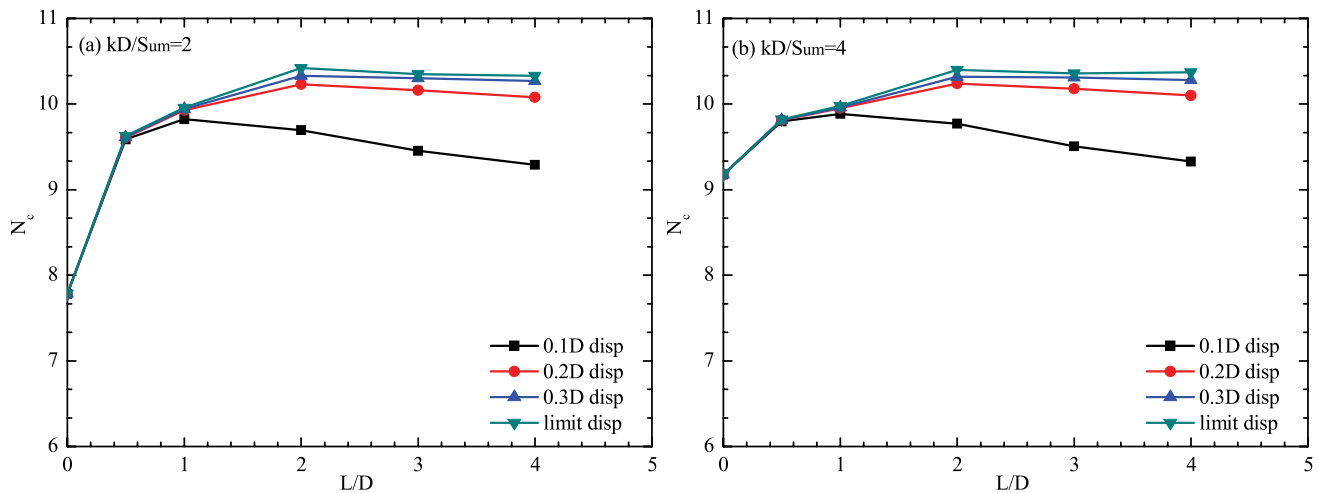 (a) kD/Sum=2
11
10
9
8
7
6
Nc
0 1 2 3 4 5
L/D
0.1D disp
0.2D disp
0.3D disp
limit disp
(b) kD/Sum=4
11
10
9
8
7
6
Nc
0 1 2 3 4 5
L/D
0.1D disp
0.2D disp
0.3D disp
limit disp